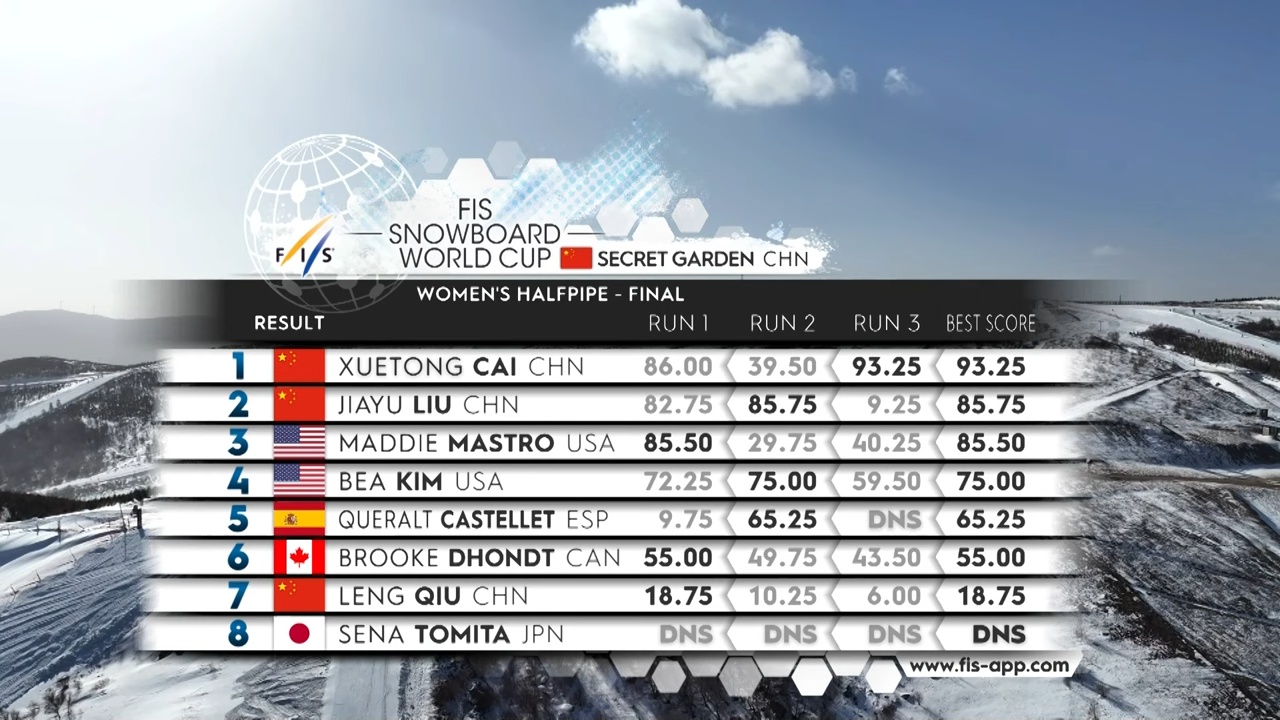 FIS
SNOWBOARD
WORLD CUP
FIS
SECRET GARDEN CHN
WOMEN'S HALFPIPE - FINAL
RESULT RUN 1 RUN 2 RUN 3 BEST SCORE
1 XUETONG CAI CHN 86.00 39.50 93.25 93.25
2 JIAYU LIU CHN 82.75 85.75 9.25 85.75
3 MADDIE MASTRO USA 85.50 29.75 40.25 85.50
4 BEA KIM USA 72.25 75.00 59.50 75.00
5 QUERALT CASTELLET ESP 9.75 65.25 DNS 65.25
6 BROOKE DHONDT CAN 55.00 49.75 43.50 55.00
7 LENG QIU CHN 18.75 10.25 6.00 18.75
8 SENA TOMITA JPN DNS DNS DNS DNS
www.fis-app.com